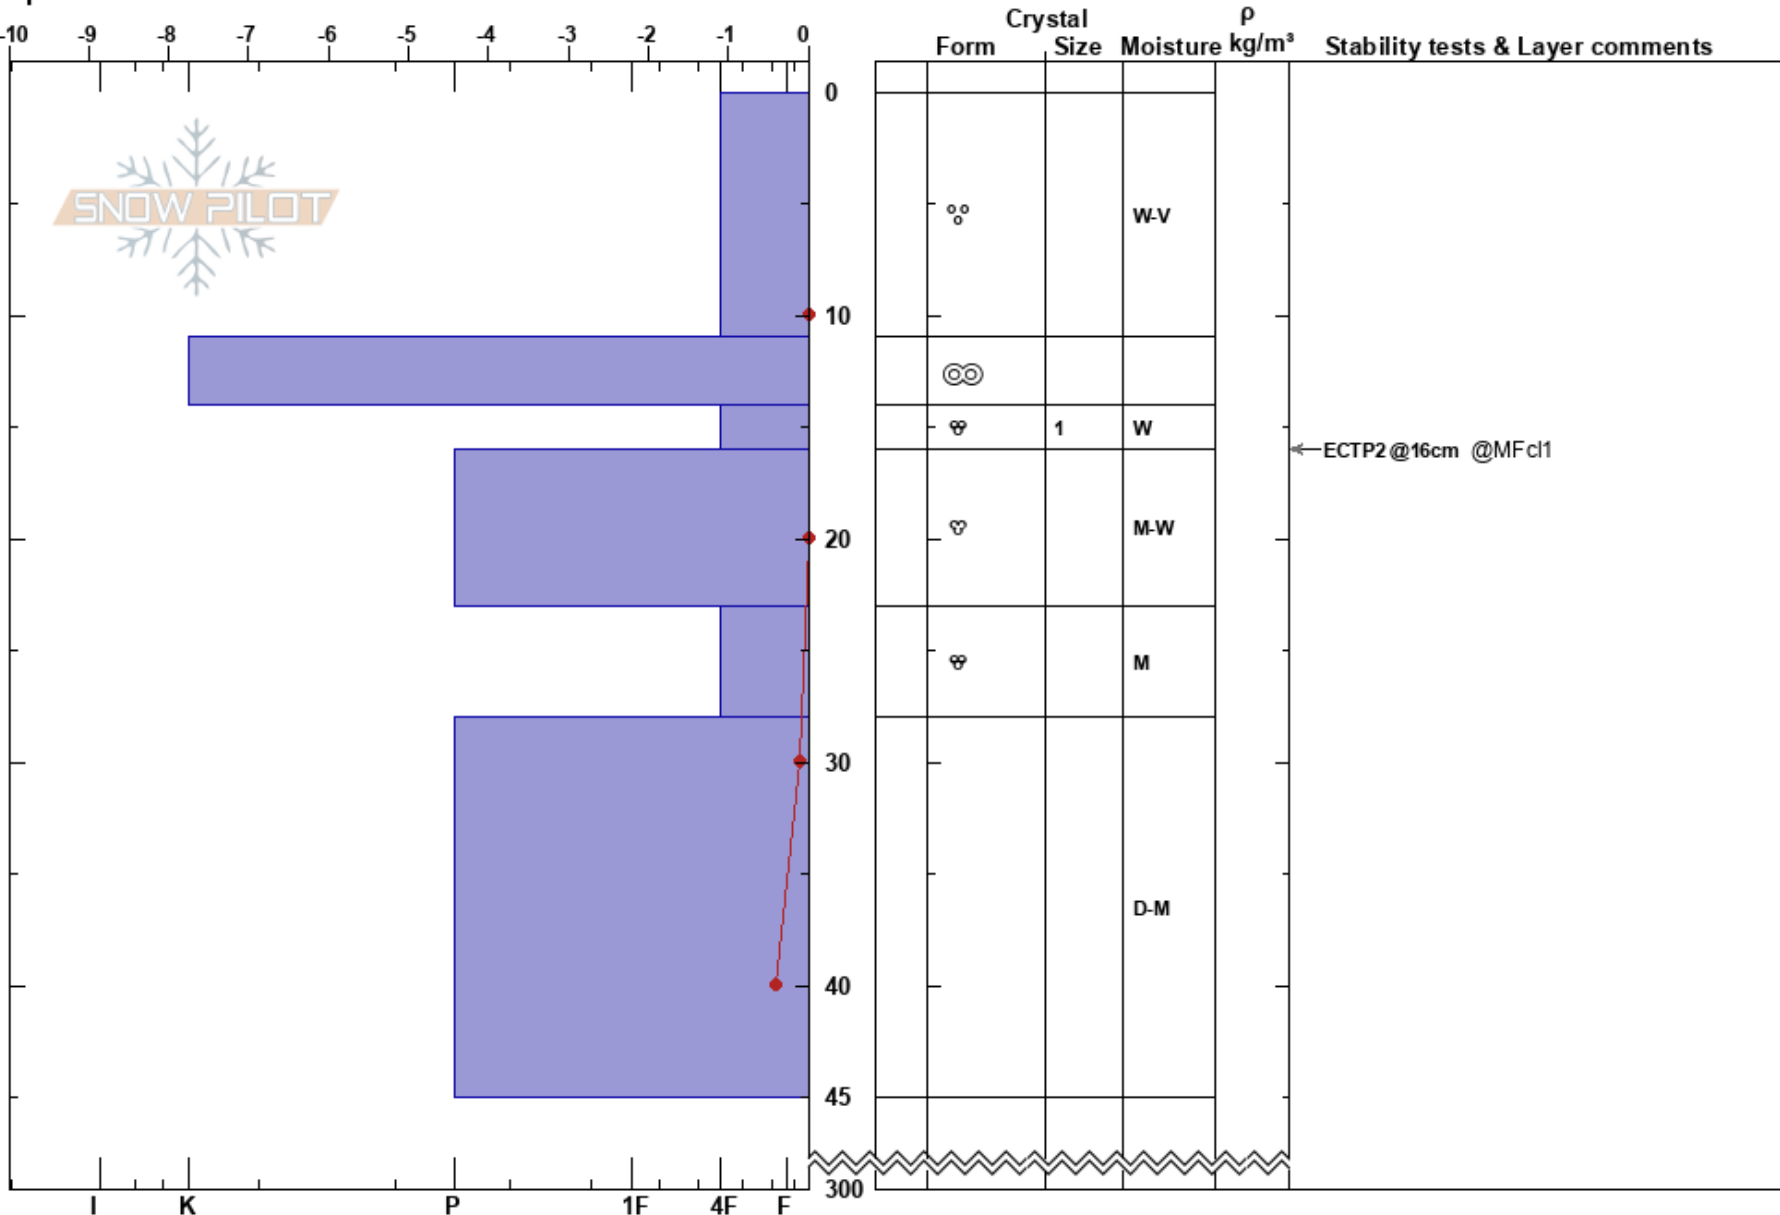 Crystal ρ
-10 -9 -8 -7 -6 -5 -4 -3 -2 -1 0
Form Size Moisture kg/m³ Stability tests & Layer comments
0
SNOW PILOT
W-V
10
1 W
ECTP2 @16cm @MFcl1
M-W
20
M
30
D-M
40
45
300
I K P 1F 4F F